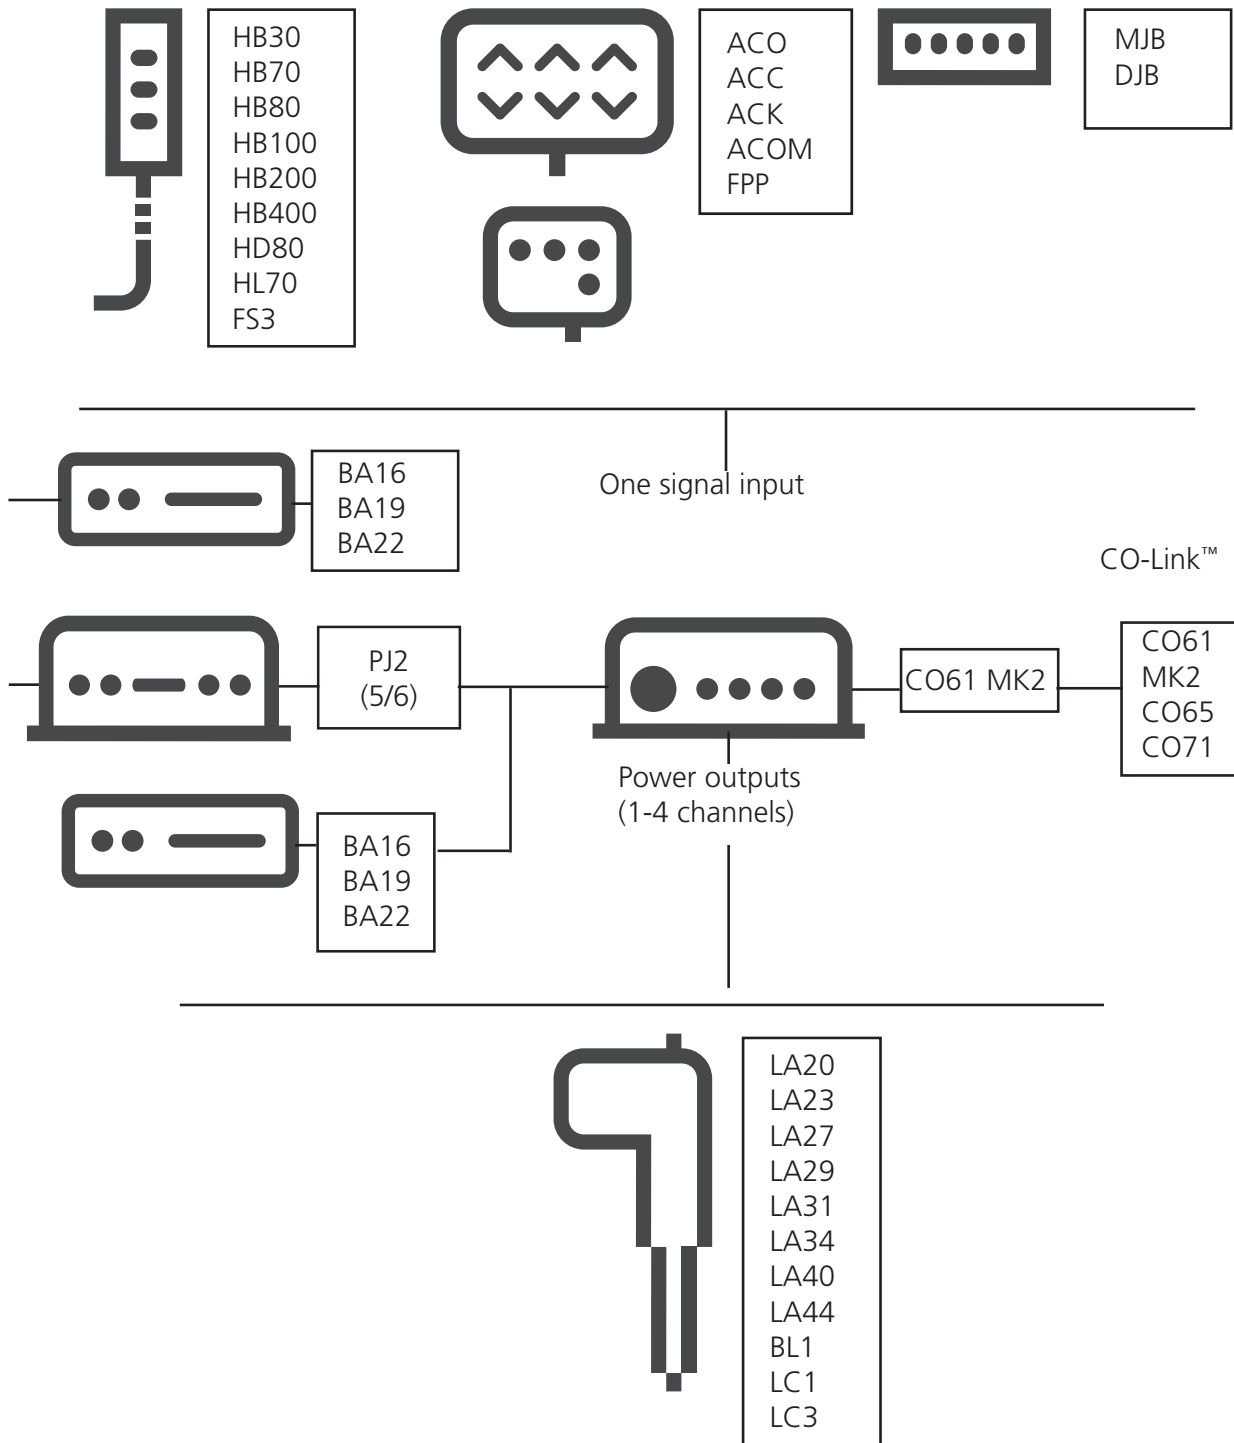 HB30
HB70
HB80
HB100
HB200
HB400
HD80
HL70
FS3
ACO
ACC
ACK
ACOM
FPP
MJB
DJB
One signal input
BA16
BA19
BA22
CO-Link™
PJ2
(5/6)
CO61 MK2
CO61
MK2
CO65
CO71
Power outputs
(1-4 channels)
BA16
BA19
BA22
LA20
LA23
LA27
LA29
LA31
LA34
LA40
LA44
BL1
LC1
LC3